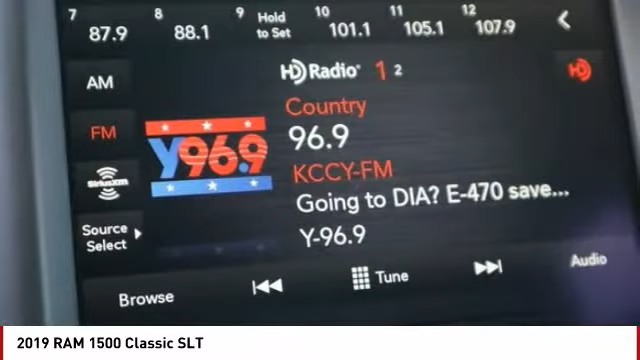 7 87.9 8 88.1 9 Hold to Set 10 101.1 11 105.1 12 107.9
AM
HD Radio 1 2
HD
Country
FM
Y96.9
96.9
KCCY-FM
SiriusXM
Going to DIA? E-470 save...
Source Select
Y-96.9
Browse
Tune
Audio
2019 RAM 1500 Classic SLT